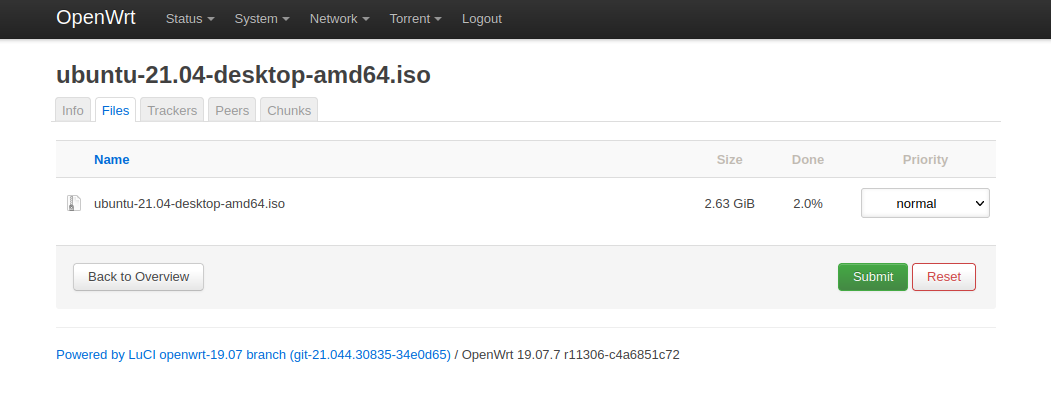 OpenWrt Status System Network Torrent Logout
ubuntu-21.04-desktop-amd64.iso
Info Files Trackers Peers Chunks
Name Size Done Priority
ubuntu-21.04-desktop-amd64.iso 2.63 GiB 2.0% normal
Back to Overview Submit Reset
Powered by LuCI openwrt-19.07 branch (git-21.044.30835-34e0d65) / OpenWrt 19.07.7 r11306-c4a6851c72